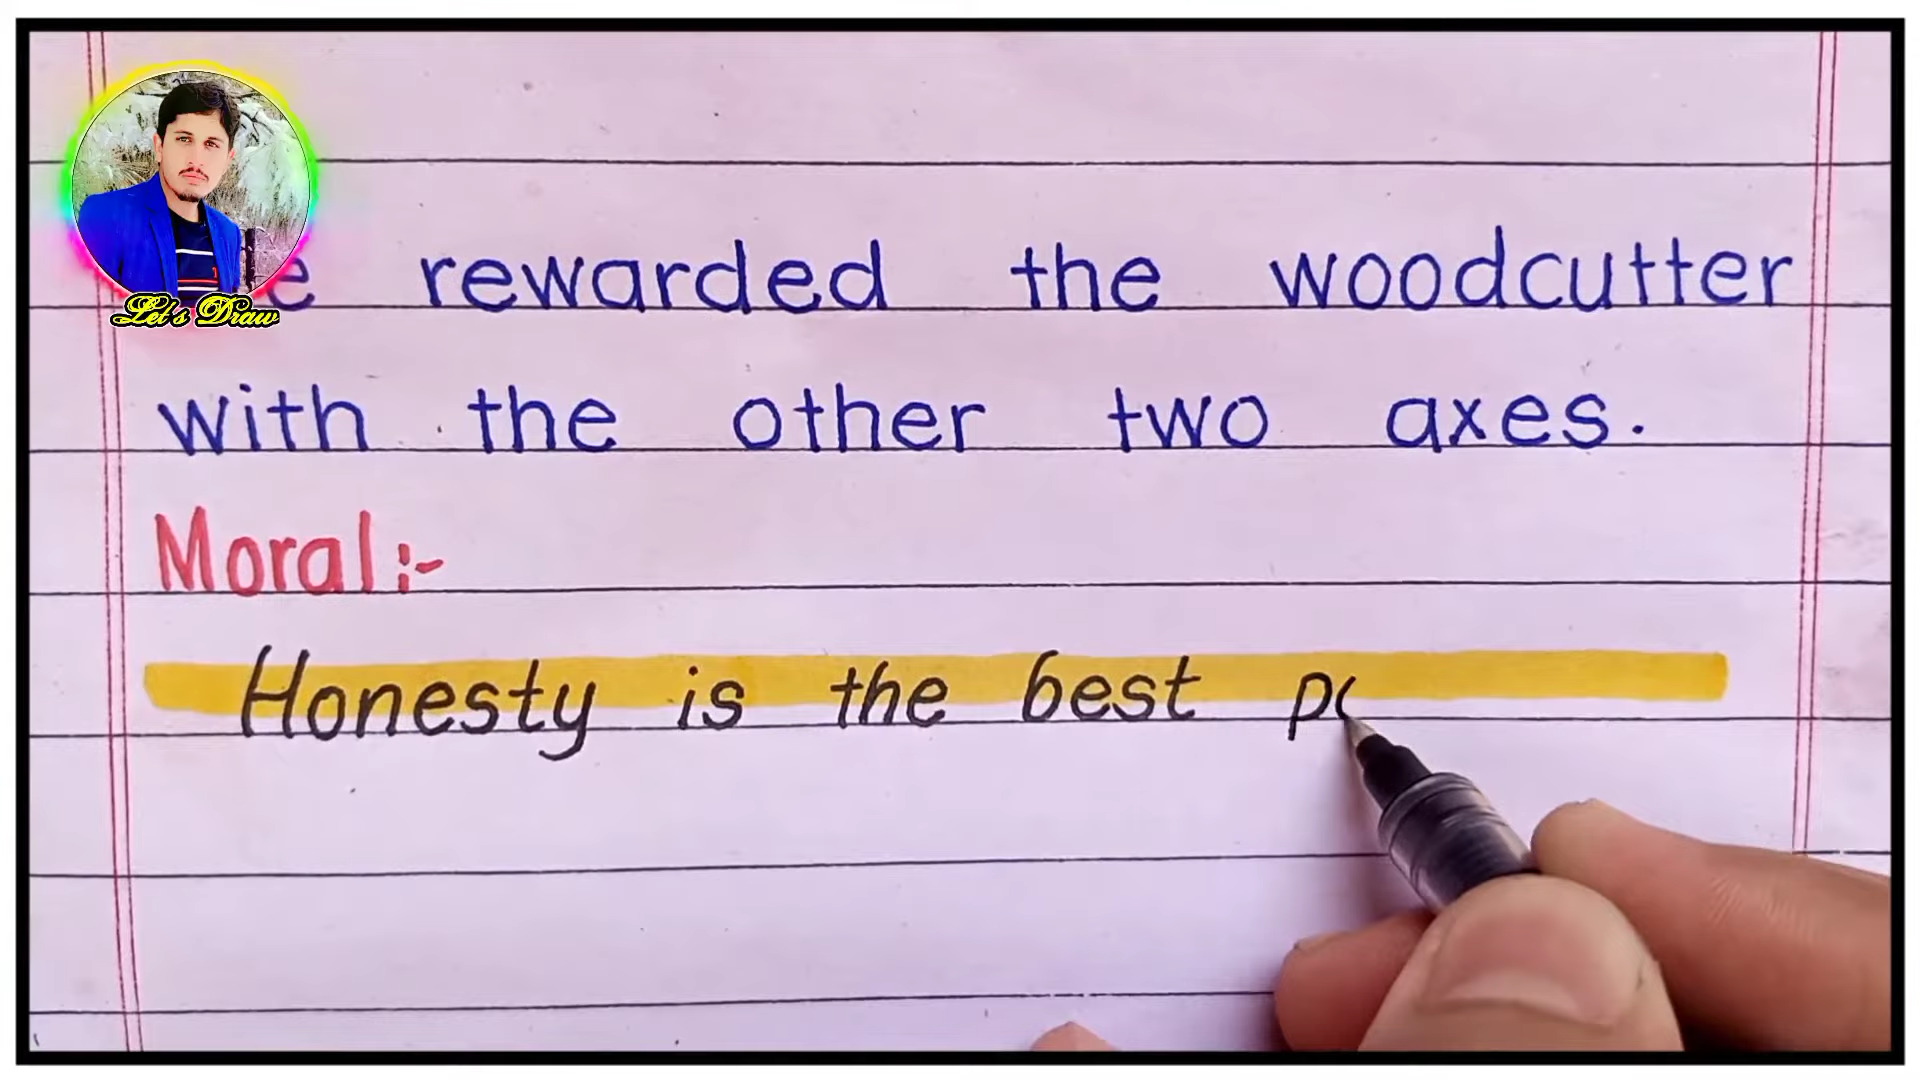 Let's Draw
rewarded the woodcutter
with the other two axes.
Moral:-
Honesty is the best